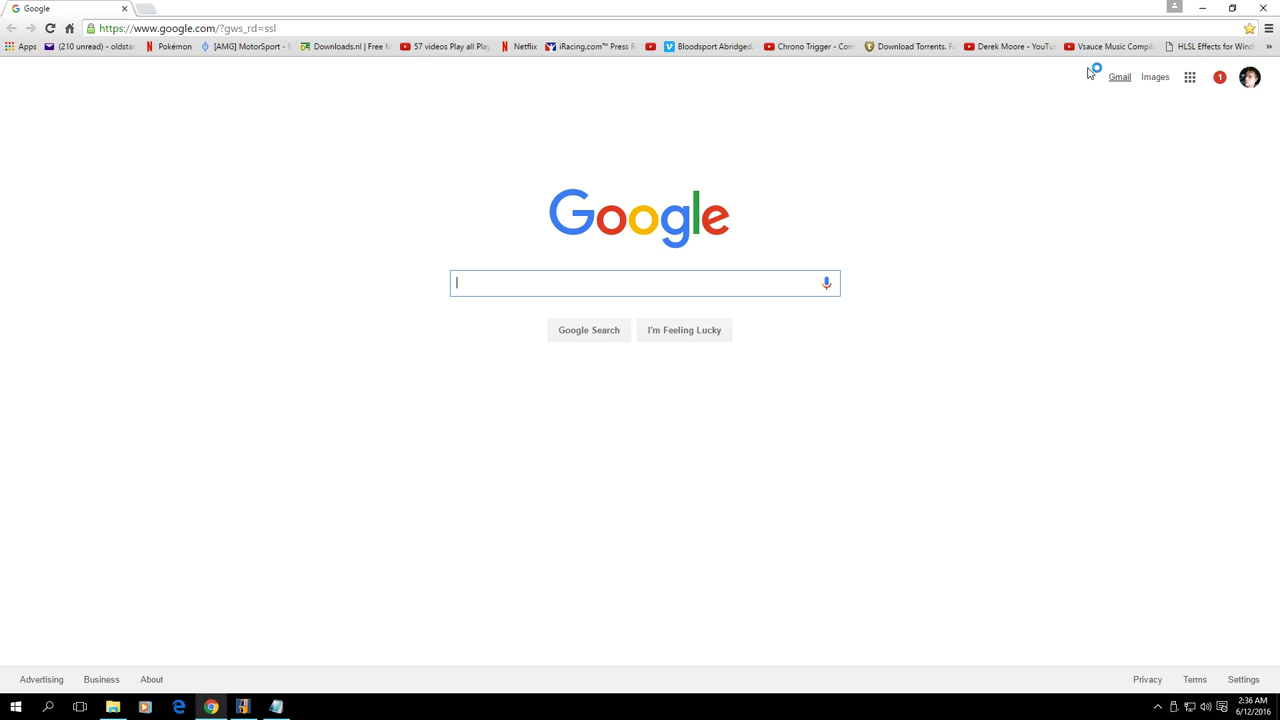 Google
https://www.google.com/?gws_rd=ssl
Apps
(210 unread) - oldsta
Pokémon
[AMG] MotorSport -
Downloads.nl | Free M
57 videos Play all Play
Netflix
iRacing.com™ Press R
Bloodsport Abridged:
Chrono Trigger - Com
Download Torrents. Fa
Derek Moore - YouTu
Vsauce Music Compil
HLSL Effects for Wind
»
Gmail
Images
1
Google
Google Search
I'm Feeling Lucky
Advertising
Business
About
Privacy
Terms
Settings
2:36 AM
6/12/2016